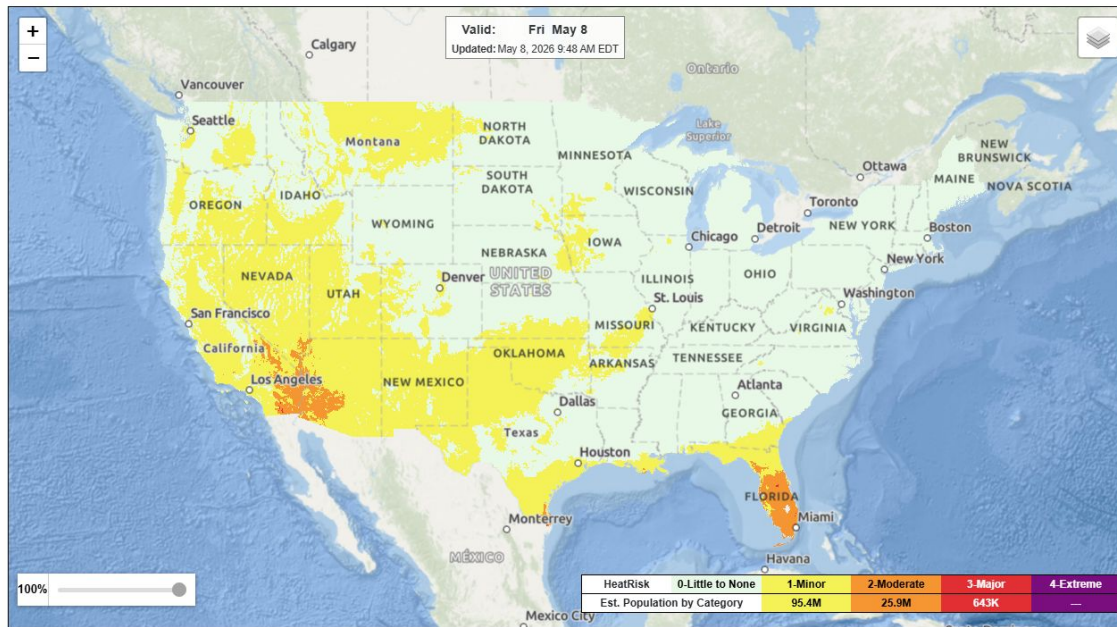 +
−
Valid: Fri May 8
Updated: May 8, 2026 9:48 AM EDT
Calgary
Ontario
Vancouver
Seattle
Montana
NORTH
DAKOTA
Lake
Superior
MINNESOTA
Ottawa
NEW
BRUNSWICK
MAINE
NOVA SCOTIA
SOUTH
DAKOTA
WISCONSIN
Toronto
OREGON
IDAHO
WYOMING
NEW YORK
Boston
Chicago
Detroit
IOWA
NEBRASKA
New York
NEVADA
UTAH
Denver
UNITED
STATES
ILLINOIS
OHIO
St. Louis
Washington
San Francisco
MISSOURI
KENTUCKY
VIRGINIA
California
OKLAHOMA
ARKANSAS
TENNESSEE
Los Angeles
NEW MEXICO
Atlanta
Dallas
GEORGIA
Texas
Houston
FLORIDA
Monterrey
Miami
MÉXICO
Havana
Mexico City
100%
HeatRisk 0-Little to None 1-Minor 2-Moderate 3-Major 4-Extreme
Est. Population by Category 95.4M 25.9M 643K —